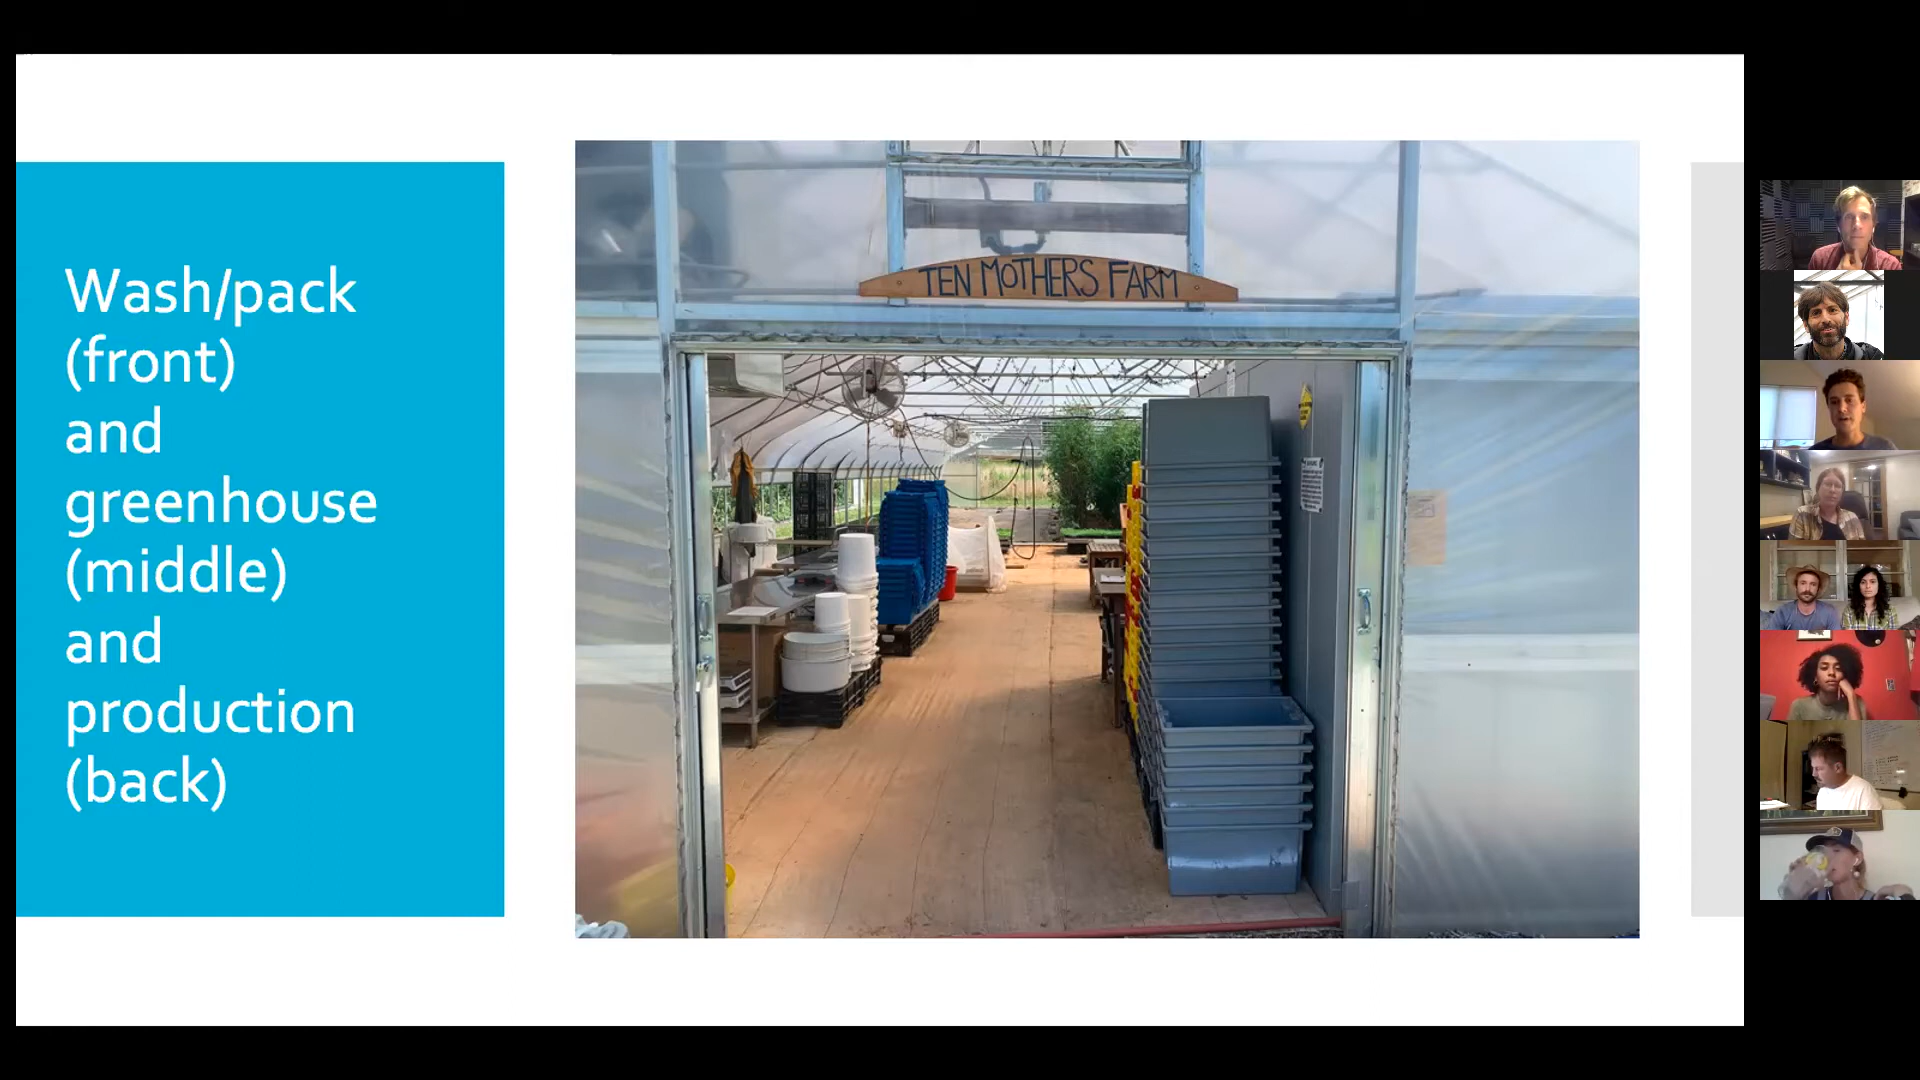 Wash/pack
(front)
and
greenhouse
(middle)
and
production
(back)
TEN MOTHERS FARM